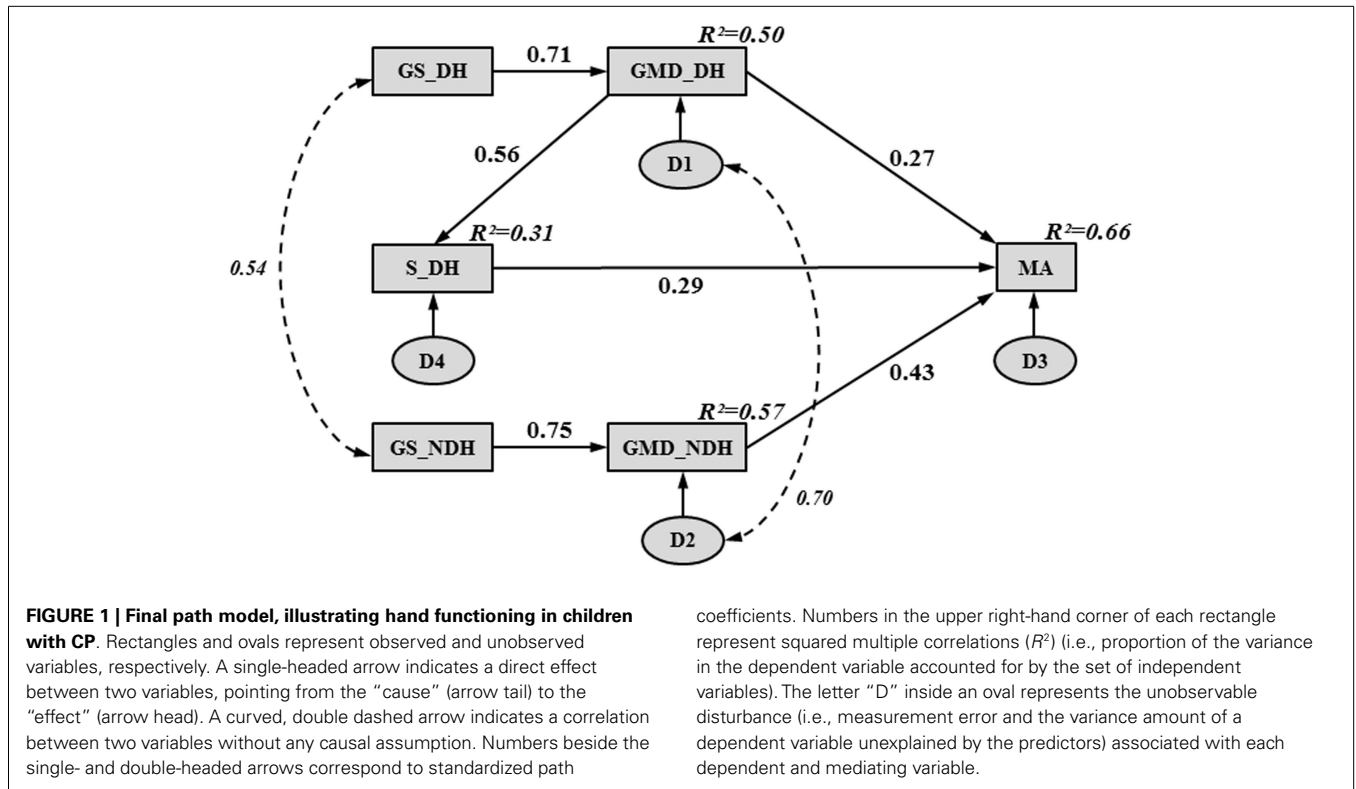 R²=0.50
GS_DH
0.71
GMD_DH
D1
0.56
0.27
R²=0.31
R²=0.66
0.54
S_DH
0.29
MA
D4
D3
0.43
R²=0.57
GS_NDH
0.75
GMD_NDH
0.70
D2
FIGURE 1 | Final path model, illustrating hand functioning in children
with CP. Rectangles and ovals represent observed and unobserved
variables, respectively. A single-headed arrow indicates a direct effect
between two variables, pointing from the “cause” (arrow tail) to the
“effect” (arrow head). A curved, double dashed arrow indicates a correlation
between two variables without any causal assumption. Numbers beside the
single- and double-headed arrows correspond to standardized path
coefficients. Numbers in the upper right-hand corner of each rectangle
represent squared multiple correlations (R²) (i.e., proportion of the variance
in the dependent variable accounted for by the set of independent
variables). The letter “D” inside an oval represents the unobservable
disturbance (i.e., measurement error and the variance amount of a
dependent variable unexplained by the predictors) associated with each
dependent and mediating variable.